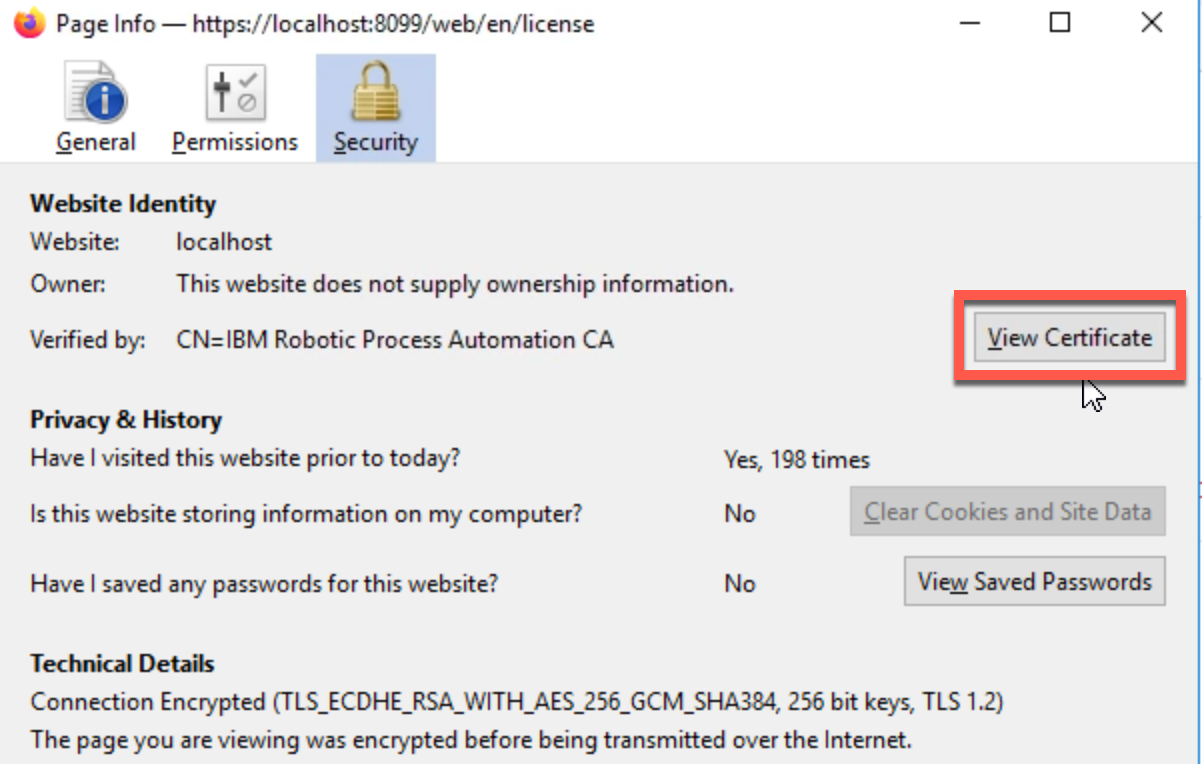 Page Info — https://localhost:8099/web/en/license
General Permissions Security
Website Identity
Website: localhost
Owner: This website does not supply ownership information.
Verified by: CN=IBM Robotic Process Automation CA View Certificate
Privacy & History
Have I visited this website prior to today? Yes, 198 times
Is this website storing information on my computer? No Clear Cookies and Site Data
Have I saved any passwords for this website? No View Saved Passwords
Technical Details
Connection Encrypted (TLS_ECDHE_RSA_WITH_AES_256_GCM_SHA384, 256 bit keys, TLS 1.2)
The page you are viewing was encrypted before being transmitted over the Internet.